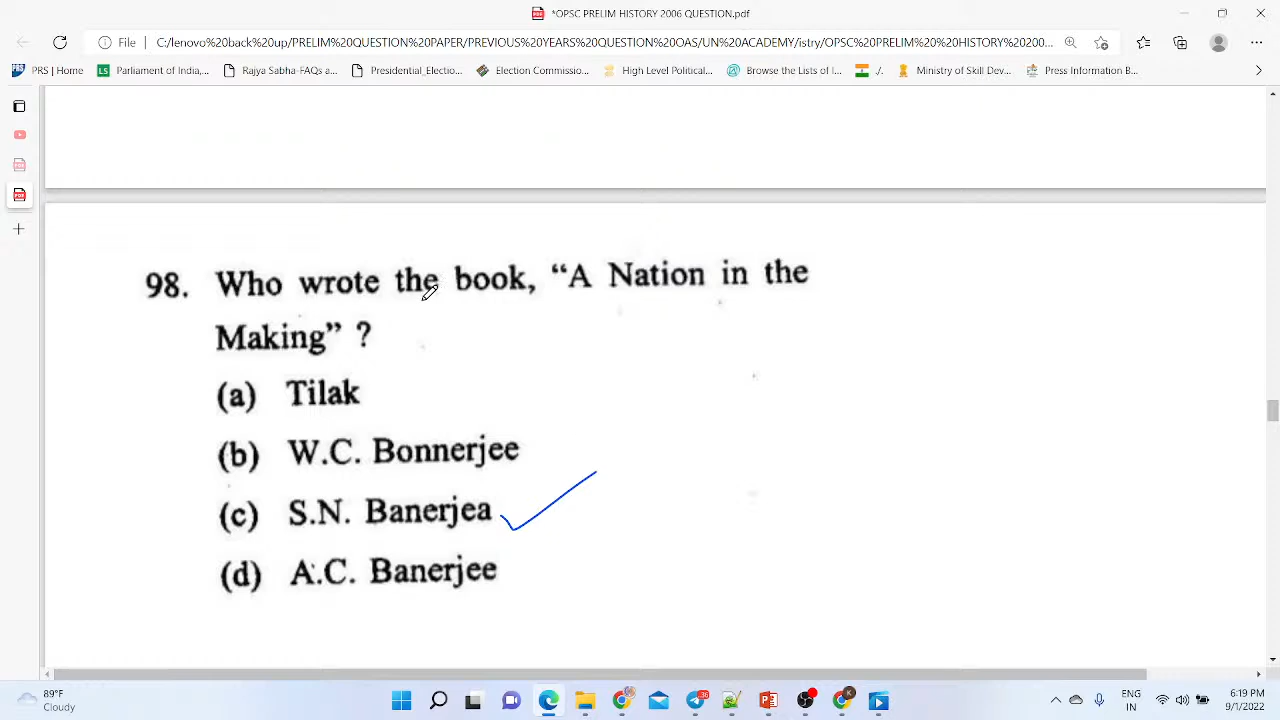 *OPSC PRELIM HISTORY 2006 QUESTION.pdf
File | C:/lenovo%20back%20up/PRELIM%20QUESTION%20PAPER/PREVIOUS%20YEARS%20QUESTION%20OAS/UN%20ACADEMY/istry/OPSC%20PRELIM%20%20HISTORY%20200...
PRS | Home
Parliament of India,...
Rajya Sabha-FAQs a...
Presidential_Electio...
Election Commissio...
High Level Political...
Browse the Lists of I...
/.
Ministry of Skill Dev...
Press Information B...
98. Who wrote the book, “A Nation in the
Making” ?
(a) Tilak
(b) W.C. Bonnerjee
(c) S.N. Banerjea
(d) A.C. Banerjee
89°F
Cloudy
38
K
ENG
IN
6:19 PM
9/1/2022